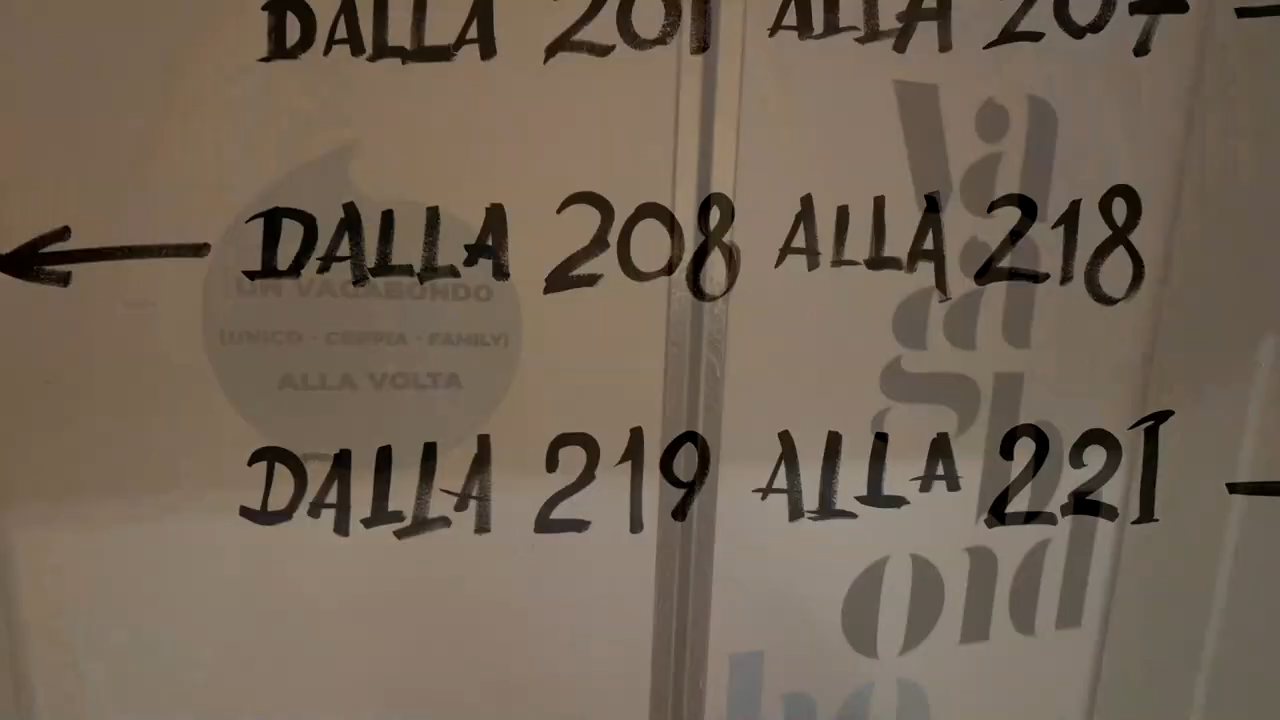 DALLA 201 ALLA 207
DALLA 208 ALLA 218
UN VAGABONDO
(UNICO · COPPIA · FAMILY)
ALLA VOLTA
DALLA 219 ALLA 221